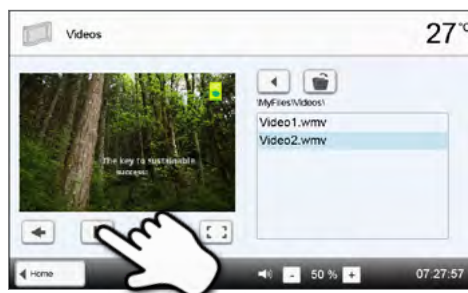 Videos
27°C
\MyFiles\Videos\
Video1.wmv
Video2.wmv
The key to sustainable
success:
Home
- 50 % +
07:27:57